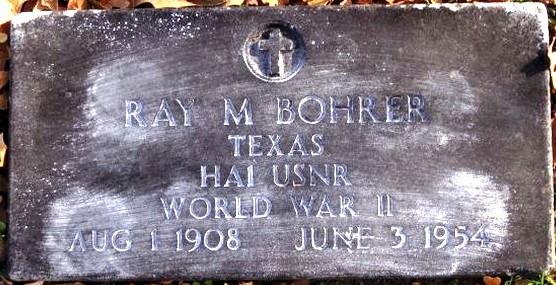 RAY M BOHRER
TEXAS
HA1 USNR
WORLD WAR II
AUG 1 1908 JUNE 3 1954